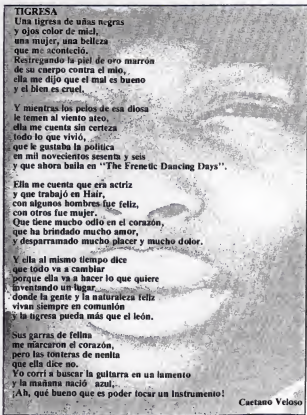 TIGRESA
Una tigresa de uñas negras
y ojos color de miel,
una mujer, una belleza
que me aconteció.
Restregando la piel de oro marrón
de su cuerpo contra el mío,
ella me dijo que el mal es bueno
y el bien es cruel.
Y mientras los pelos de esa diosa
le temen al viento ateo,
ella me cuenta sin certeza
todo lo que vivió,
que le gustaba la política
en mil novecientos sesenta y seis
y que ahora baila en "The Frenetic Dancing Days".
Ella me cuenta que era actriz
y que trabajó en Hair,
con algunos hombres fue feliz,
con otros fue mujer.
Que tiene mucho odio en el corazón,
que ha brindado mucho amor,
y desparramado mucho placer y mucho dolor.
Y ella al mismo tiempo dice
que todo va a cambiar
porque ella va a hacer lo que quiere
inventando un lugar
donde la gente y la naturaleza feliz
vivan siempre en comunión
y la tigresa pueda más que el león.
Sus garras de felina
me marcaron el corazón,
pero las tonteras de nenita
que ella dice no.
Yo corrí a buscar la guitarra en un lamento
y la mañana nació azul.
¡Ah, qué bueno que es poder tocar un instrumento!
Caetano Veloso